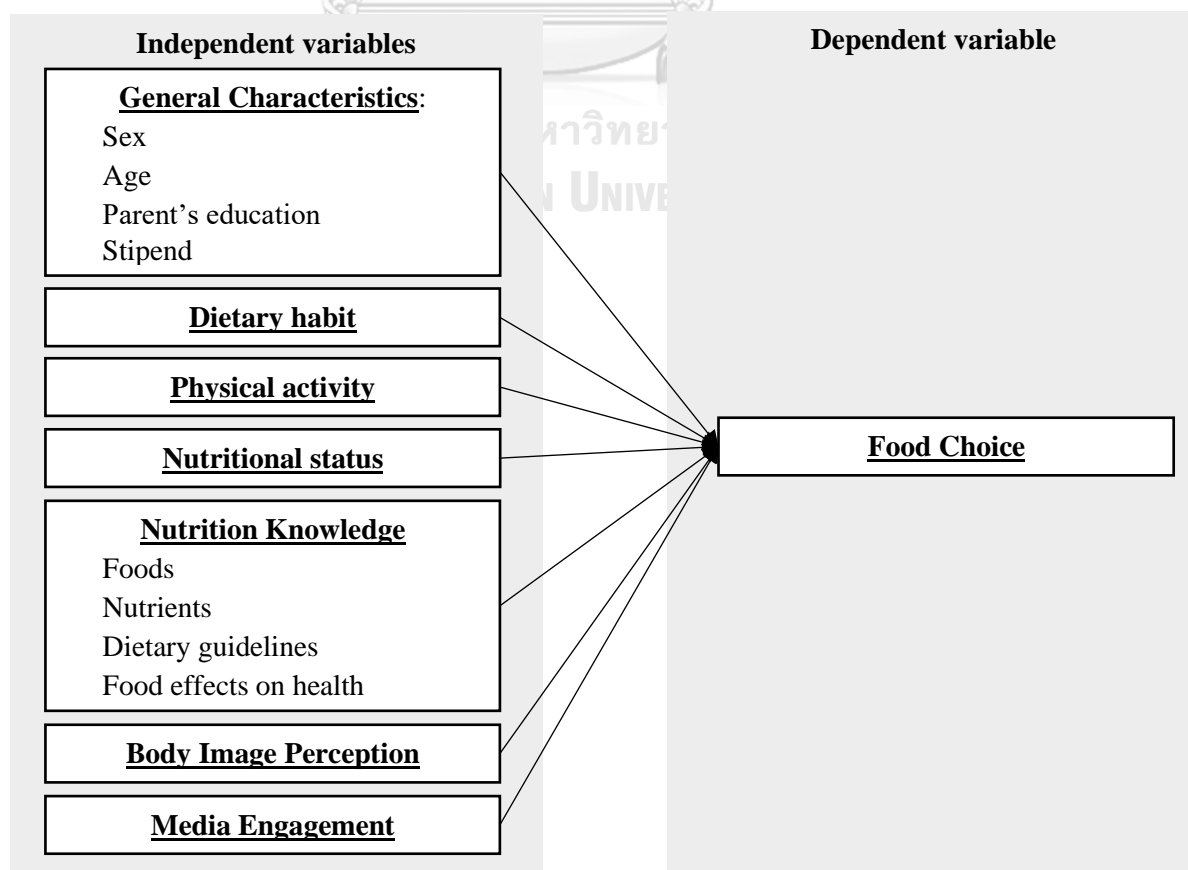 Independent variables
General Characteristics:
Sex
Age
Parent's education
Stipend
Dietary habit
Physical activity
Nutritional status
Nutrition Knowledge
Foods
Nutrients
Dietary guidelines
Food effects on health
Body Image Perception
Media Engagement
Dependent variable
Food Choice